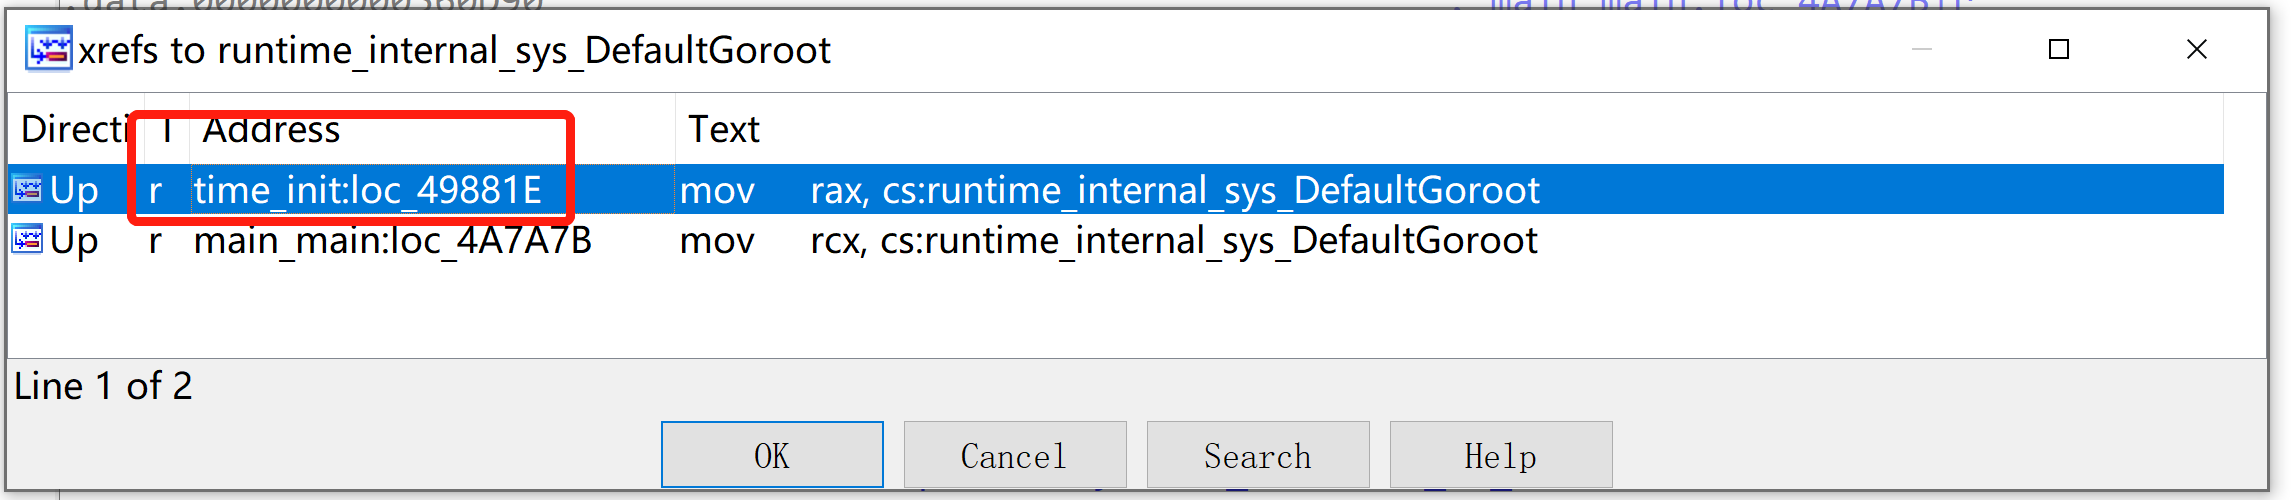 xrefs to runtime_internal_sys_DefaultGoroot
Directi Address Text
Up r time_init:loc_49881E mov rax, cs:runtime_internal_sys_DefaultGoroot
Up r main_main:loc_4A7A7B mov rcx, cs:runtime_internal_sys_DefaultGoroot
Line 1 of 2
OK Cancel Search Help